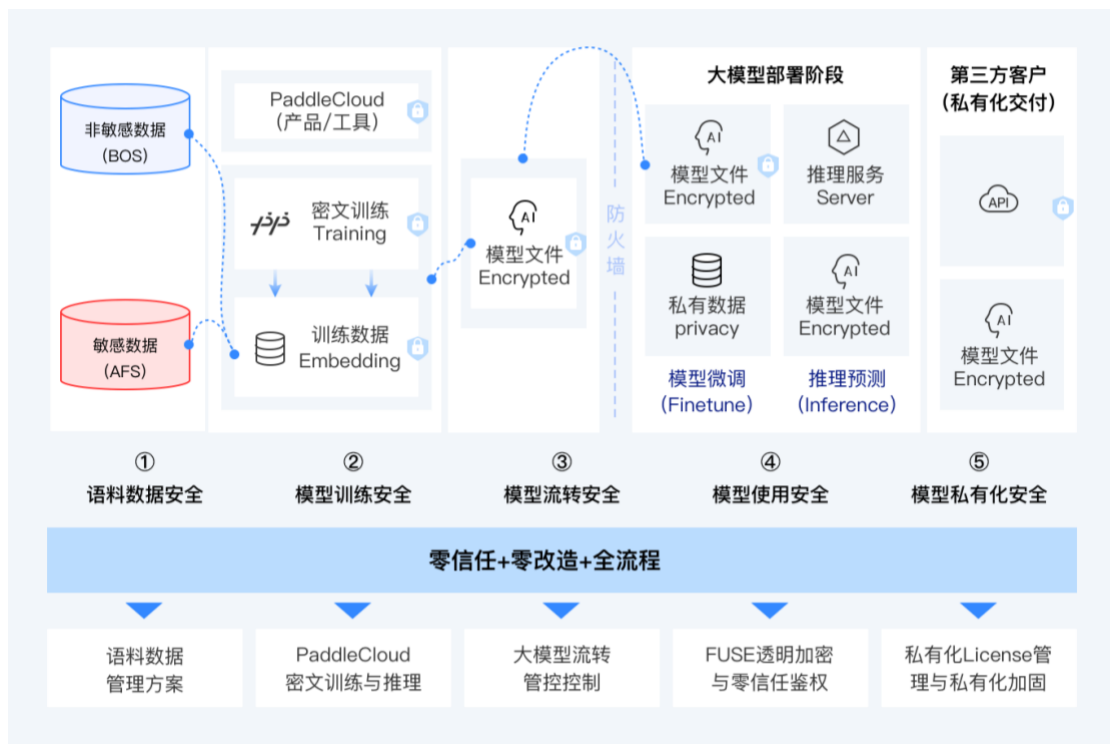 非敏感数据
(BOS)
敏感数据
(AFS)
PaddleCloud
（产品/工具）
密文训练
Training
训练数据
Embedding
AI
模型文件
Encrypted
防
火
墙
大模型部署阶段
AI
模型文件
Encrypted
推理服务
Server
私有数据
privacy
AI
模型文件
Encrypted
模型微调
（Finetune）
推理预测
（Inference）
第三方客户
（私有化交付）
API
AI
模型文件
Encrypted
①
语料数据安全
②
模型训练安全
③
模型流转安全
④
模型使用安全
⑤
模型私有化安全
零信任+零改造+全流程
语料数据
管理方案
PaddleCloud
密文训练与推理
大模型流转
管控控制
FUSE透明加密
与零信任鉴权
私有化License管
理与私有化加固